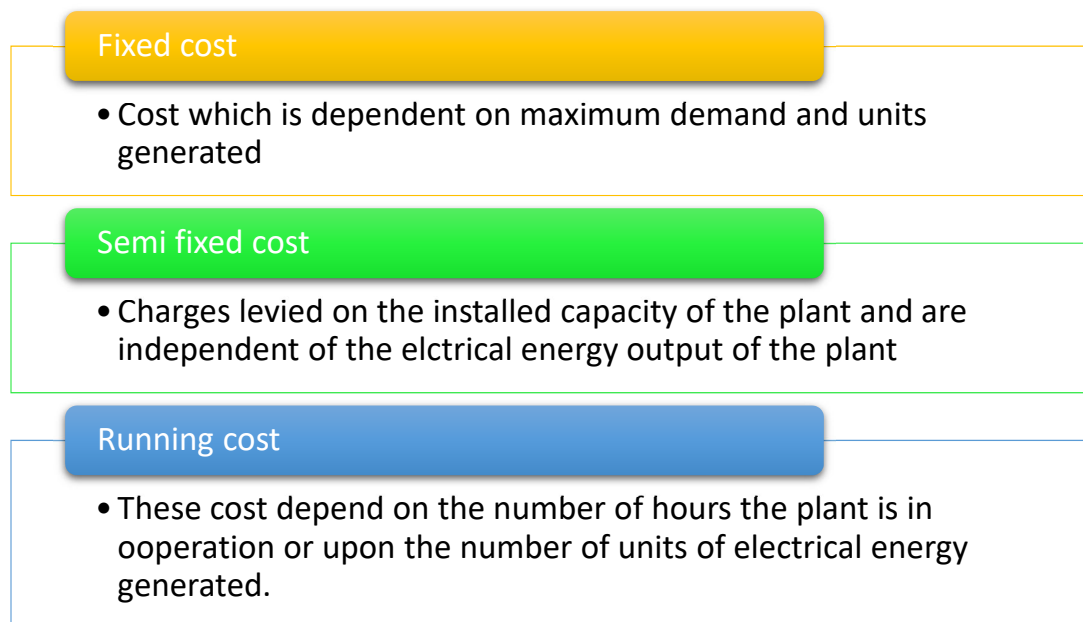 Fixed cost
• Cost which is dependent on maximum demand and units
generated
Semi fixed cost
• Charges levied on the installed capacity of the plant and are
independent of the elctrical energy output of the plant
Running cost
• These cost depend on the number of hours the plant is in
ooperation or upon the number of units of electrical energy
generated.